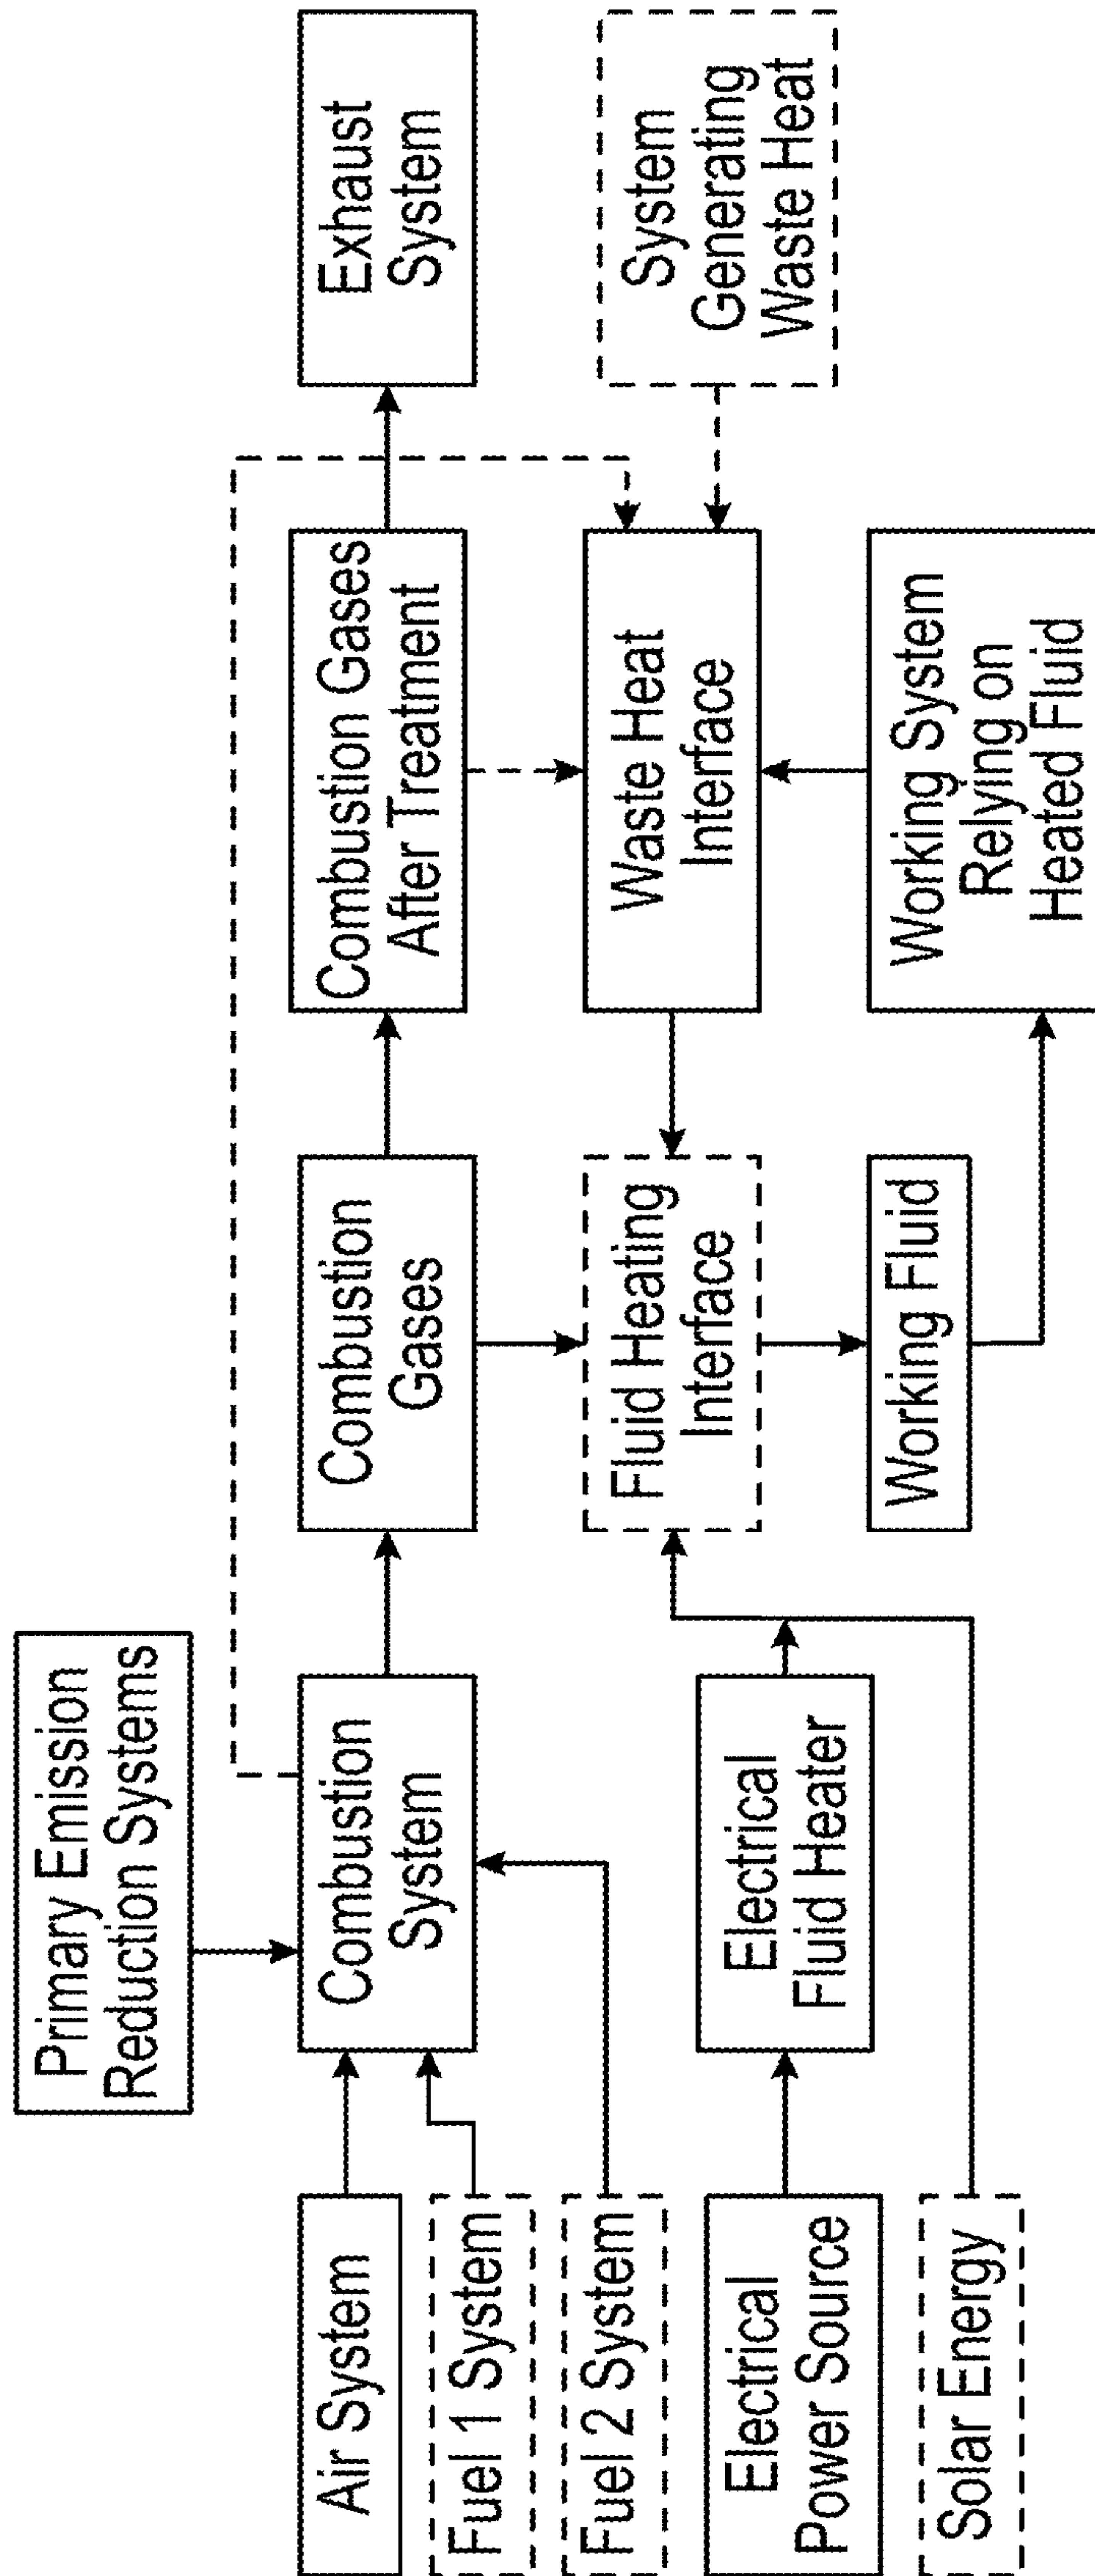 Primary Emission
Reduction Systems
Air System
Fuel 1 System
Fuel 2 System
Electrical
Power Source
Solar Energy
Combustion
System
Electrical
Fluid Heater
Combustion
Gases
Fluid Heating
Interface
Working Fluid
Combustion Gases
After Treatment
Waste Heat
Interface
Working System
Relying on
Heated Fluid
Exhaust
System
System
Generating
Waste Heat